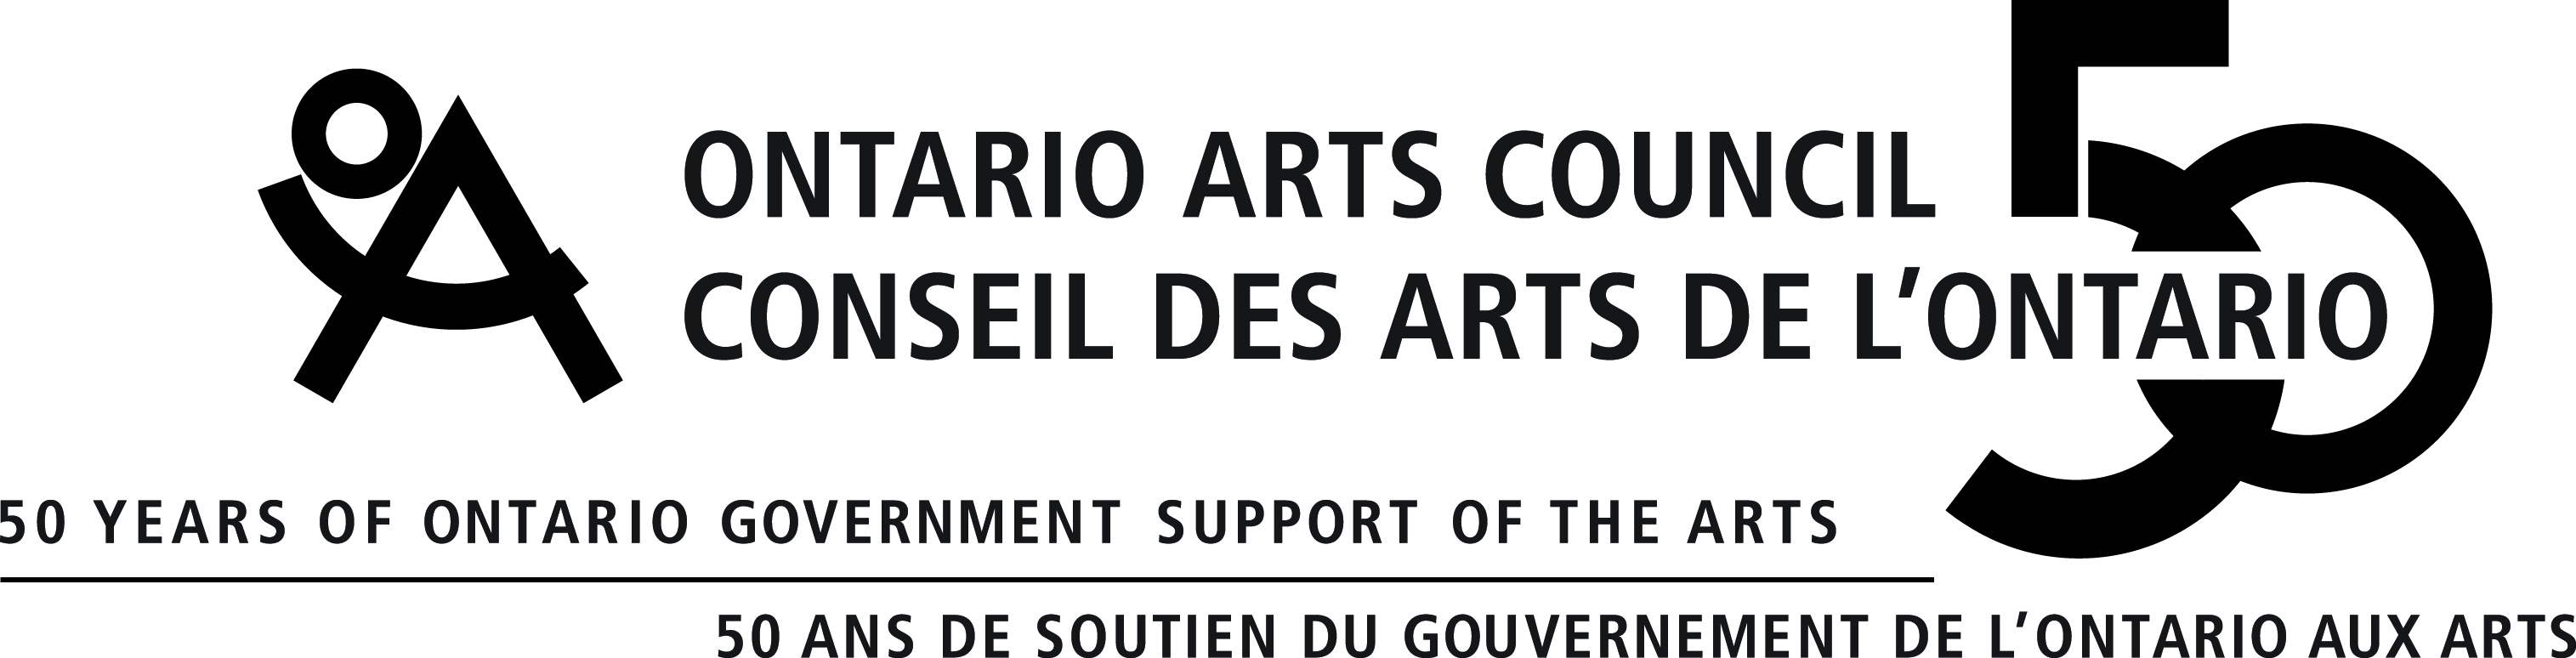 ONTARIO ARTS COUNCIL
CONSEIL DES ARTS DE L’ONTARIO
50
50 YEARS OF ONTARIO GOVERNMENT SUPPORT OF THE ARTS
50 ANS DE SOUTIEN DU GOUVERNEMENT DE L’ONTARIO AUX ARTS